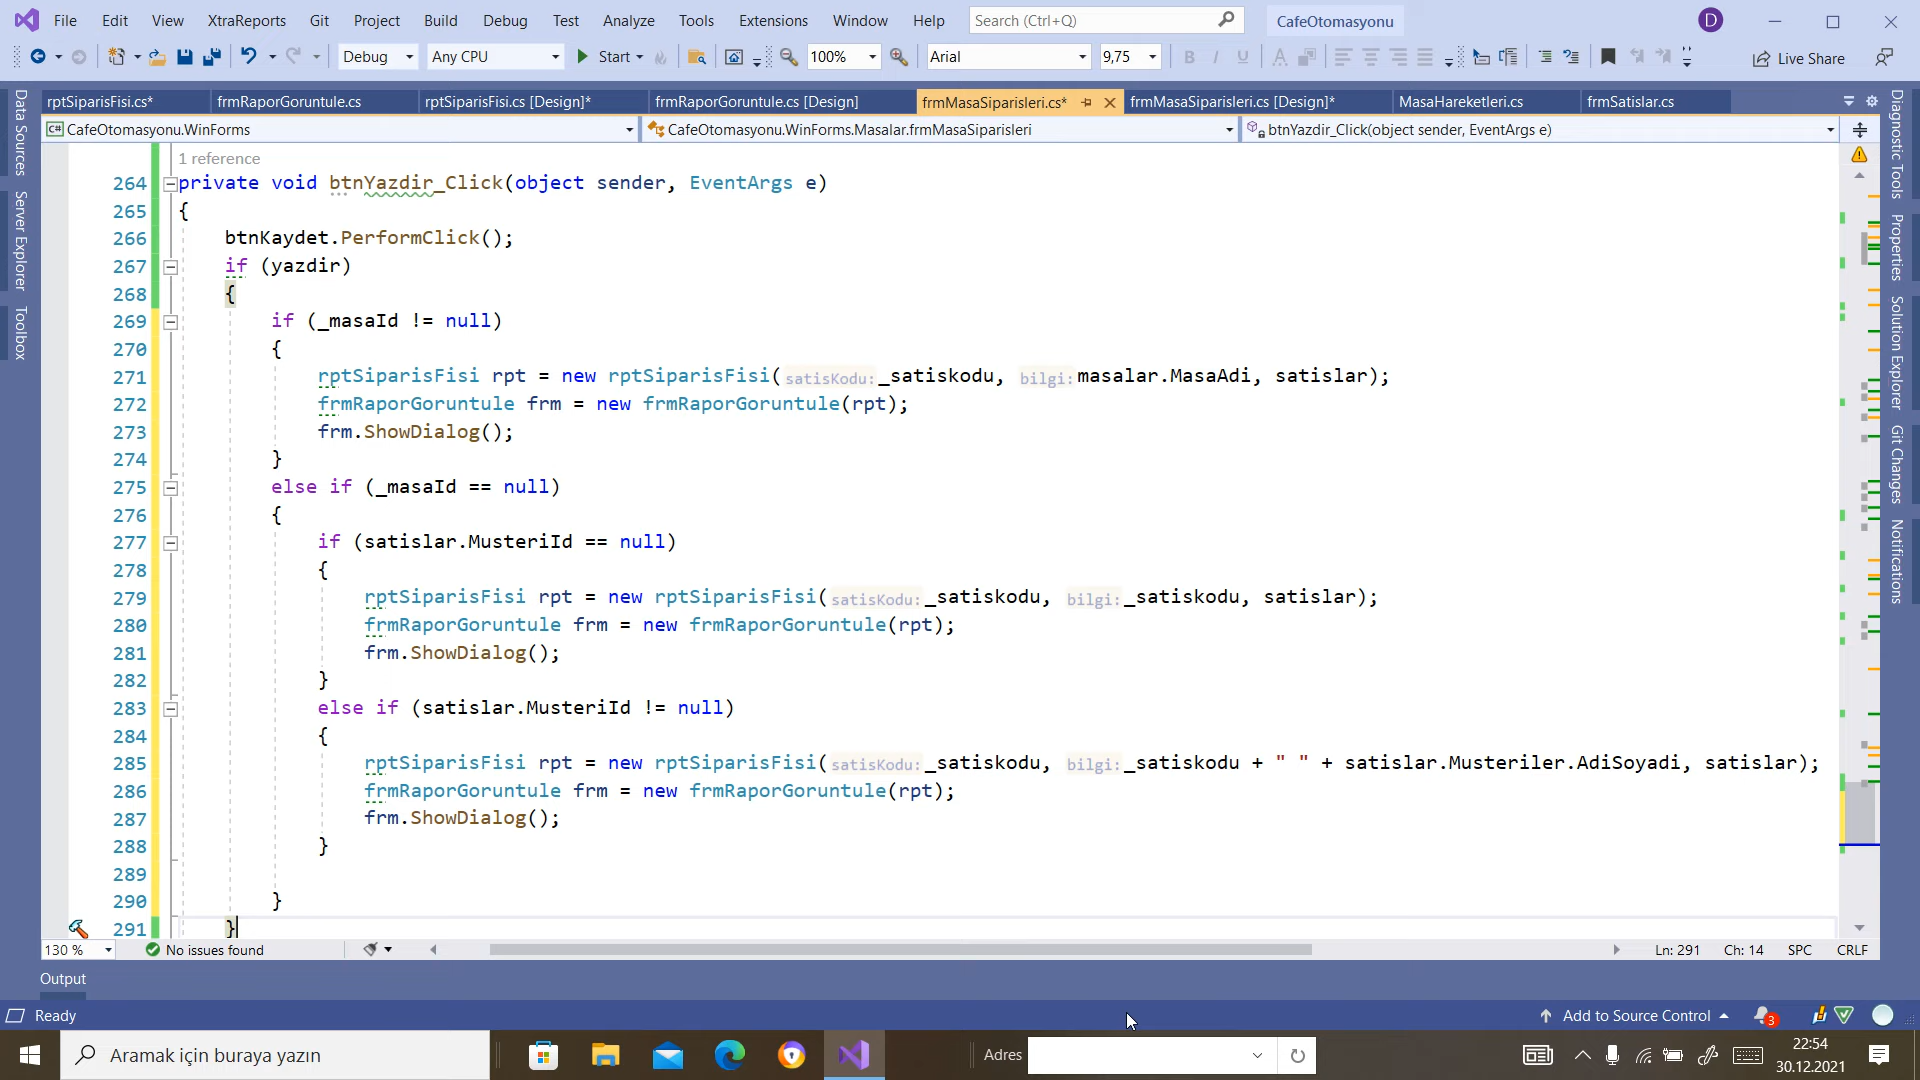 File Edit View XtraReports Git Project Build Debug Test Analyze Tools Extensions Window Help Search (Ctrl+Q) CafeOtomasyonu D
Debug Any CPU Start 100% Arial 9,75 B I U A Live Share
rptSiparisFisi.cs* frmRaporGoruntule.cs rptSiparisFisi.cs [Design]* frmRaporGoruntule.cs [Design] frmMasaSiparisleri.cs* frmMasaSiparisleri.cs [Design]* MasaHareketleri.cs frmSatislar.cs
C# CafeOtomasyonu.WinForms CafeOtomasyonu.WinForms.Masalar.frmMasaSiparisleri btnYazdir_Click(object sender, EventArgs e)
Data Sources
Server Explorer
Toolbox
1 reference
264 private void btnYazdir_Click(object sender, EventArgs e)
265 {
266 btnKaydet.PerformClick();
267 if (yazdir)
268 {
269 if (_masaId != null)
270 {
271 rptSiparisFisi rpt = new rptSiparisFisi(satisKodu:_satiskodu, bilgi:masalar.MasaAdi, satislar);
272 frmRaporGoruntule frm = new frmRaporGoruntule(rpt);
273 frm.ShowDialog();
274 }
275 else if (_masaId == null)
276 {
277 if (satislar.MusteriId == null)
278 {
279 rptSiparisFisi rpt = new rptSiparisFisi(satisKodu:_satiskodu, bilgi:_satiskodu, satislar);
280 frmRaporGoruntule frm = new frmRaporGoruntule(rpt);
281 frm.ShowDialog();
282 }
283 else if (satislar.MusteriId != null)
284 {
285 rptSiparisFisi rpt = new rptSiparisFisi(satisKodu:_satiskodu, bilgi:_satiskodu + " " + satislar.Musteriler.AdiSoyadi, satislar);
286 frmRaporGoruntule frm = new frmRaporGoruntule(rpt);
287 frm.ShowDialog();
288 }
289
290 }
291 }
Diagnostic Tools
Properties
Solution Explorer
Git Changes
Notifications
130 % No issues found Ln: 291 Ch: 14 SPC CRLF
Output
Ready Add to Source Control 3
Aramak için buraya yazın Adres 22:54
30.12.2021